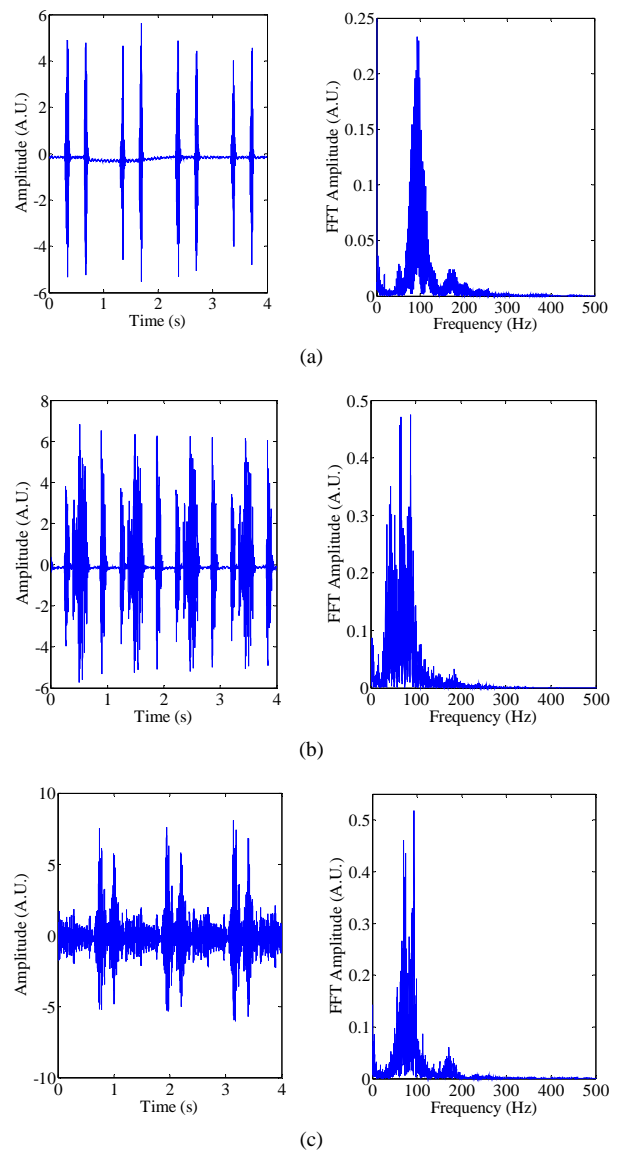 6
4
2
0
-2
-4
-6
0 1 2 3 4
Amplitude (A.U.)
Time (s)
0.25
0.2
0.15
0.1
0.05
0
0 100 200 300 400 500
FFT Amplitude (A.U.)
Frequency (Hz)
(a)
8
6
4
2
0
-2
-4
-6
0 1 2 3 4
Amplitude (A.U.)
Time (s)
0.5
0.4
0.3
0.2
0.1
0
0 100 200 300 400 500
FFT Amplitude (A.U.)
Frequency (Hz)
(b)
10
5
0
-5
-10
0 1 2 3 4
Amplitude (A.U.)
Time (s)
0.5
0.4
0.3
0.2
0.1
0
0 100 200 300 400 500
FFT Amplitude (A.U.)
Frequency (Hz)
(c)